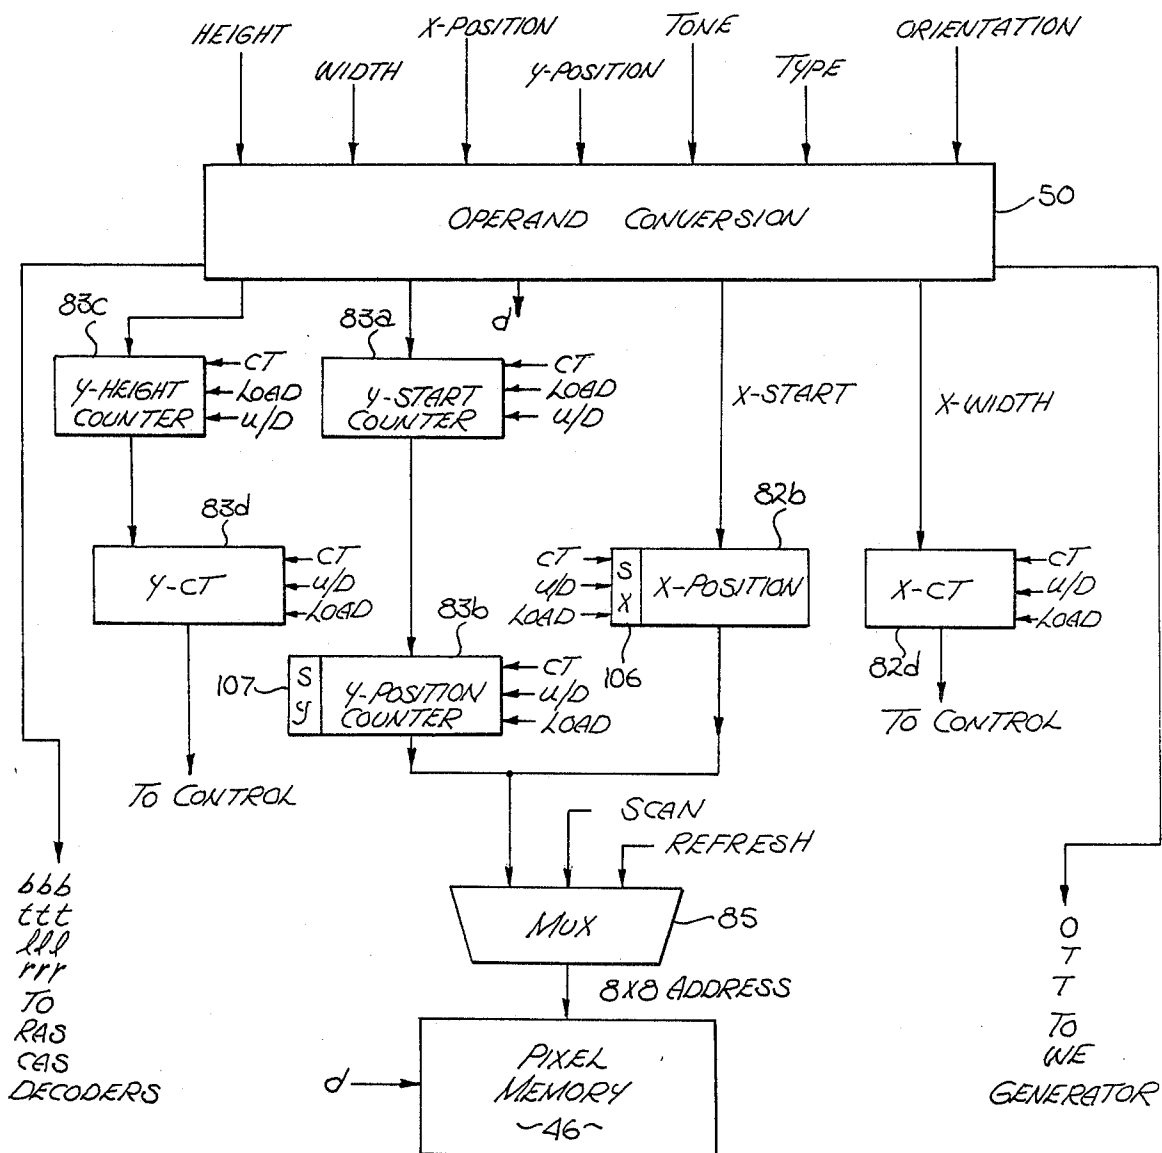 HEIGHT
WIDTH
X-POSITION
Y-POSITION
TONE
TYPE
ORIENTATION
OPERAND CONVERSION
50
d
83c
Y-HEIGHT
COUNTER
CT
LOAD
U/D
83a
Y-START
COUNTER
CT
LOAD
U/D
X-START
X-WIDTH
83d
Y-CT
CT
U/D
LOAD
82b
CT
U/D
LOAD
S
X
X-POSITION
106
X-CT
CT
U/D
LOAD
82d
83b
107
S
Y
Y-POSITION
COUNTER
CT
U/D
LOAD
TO CONTROL
TO CONTROL
SCAN
REFRESH
MUX
85
8X8 ADDRESS
d
PIXEL
MEMORY
~46~
bbb
ttt
lll
rrr
TO
RAS
CAS
DECODERS
O
T
T
TO
WE
GENERATOR